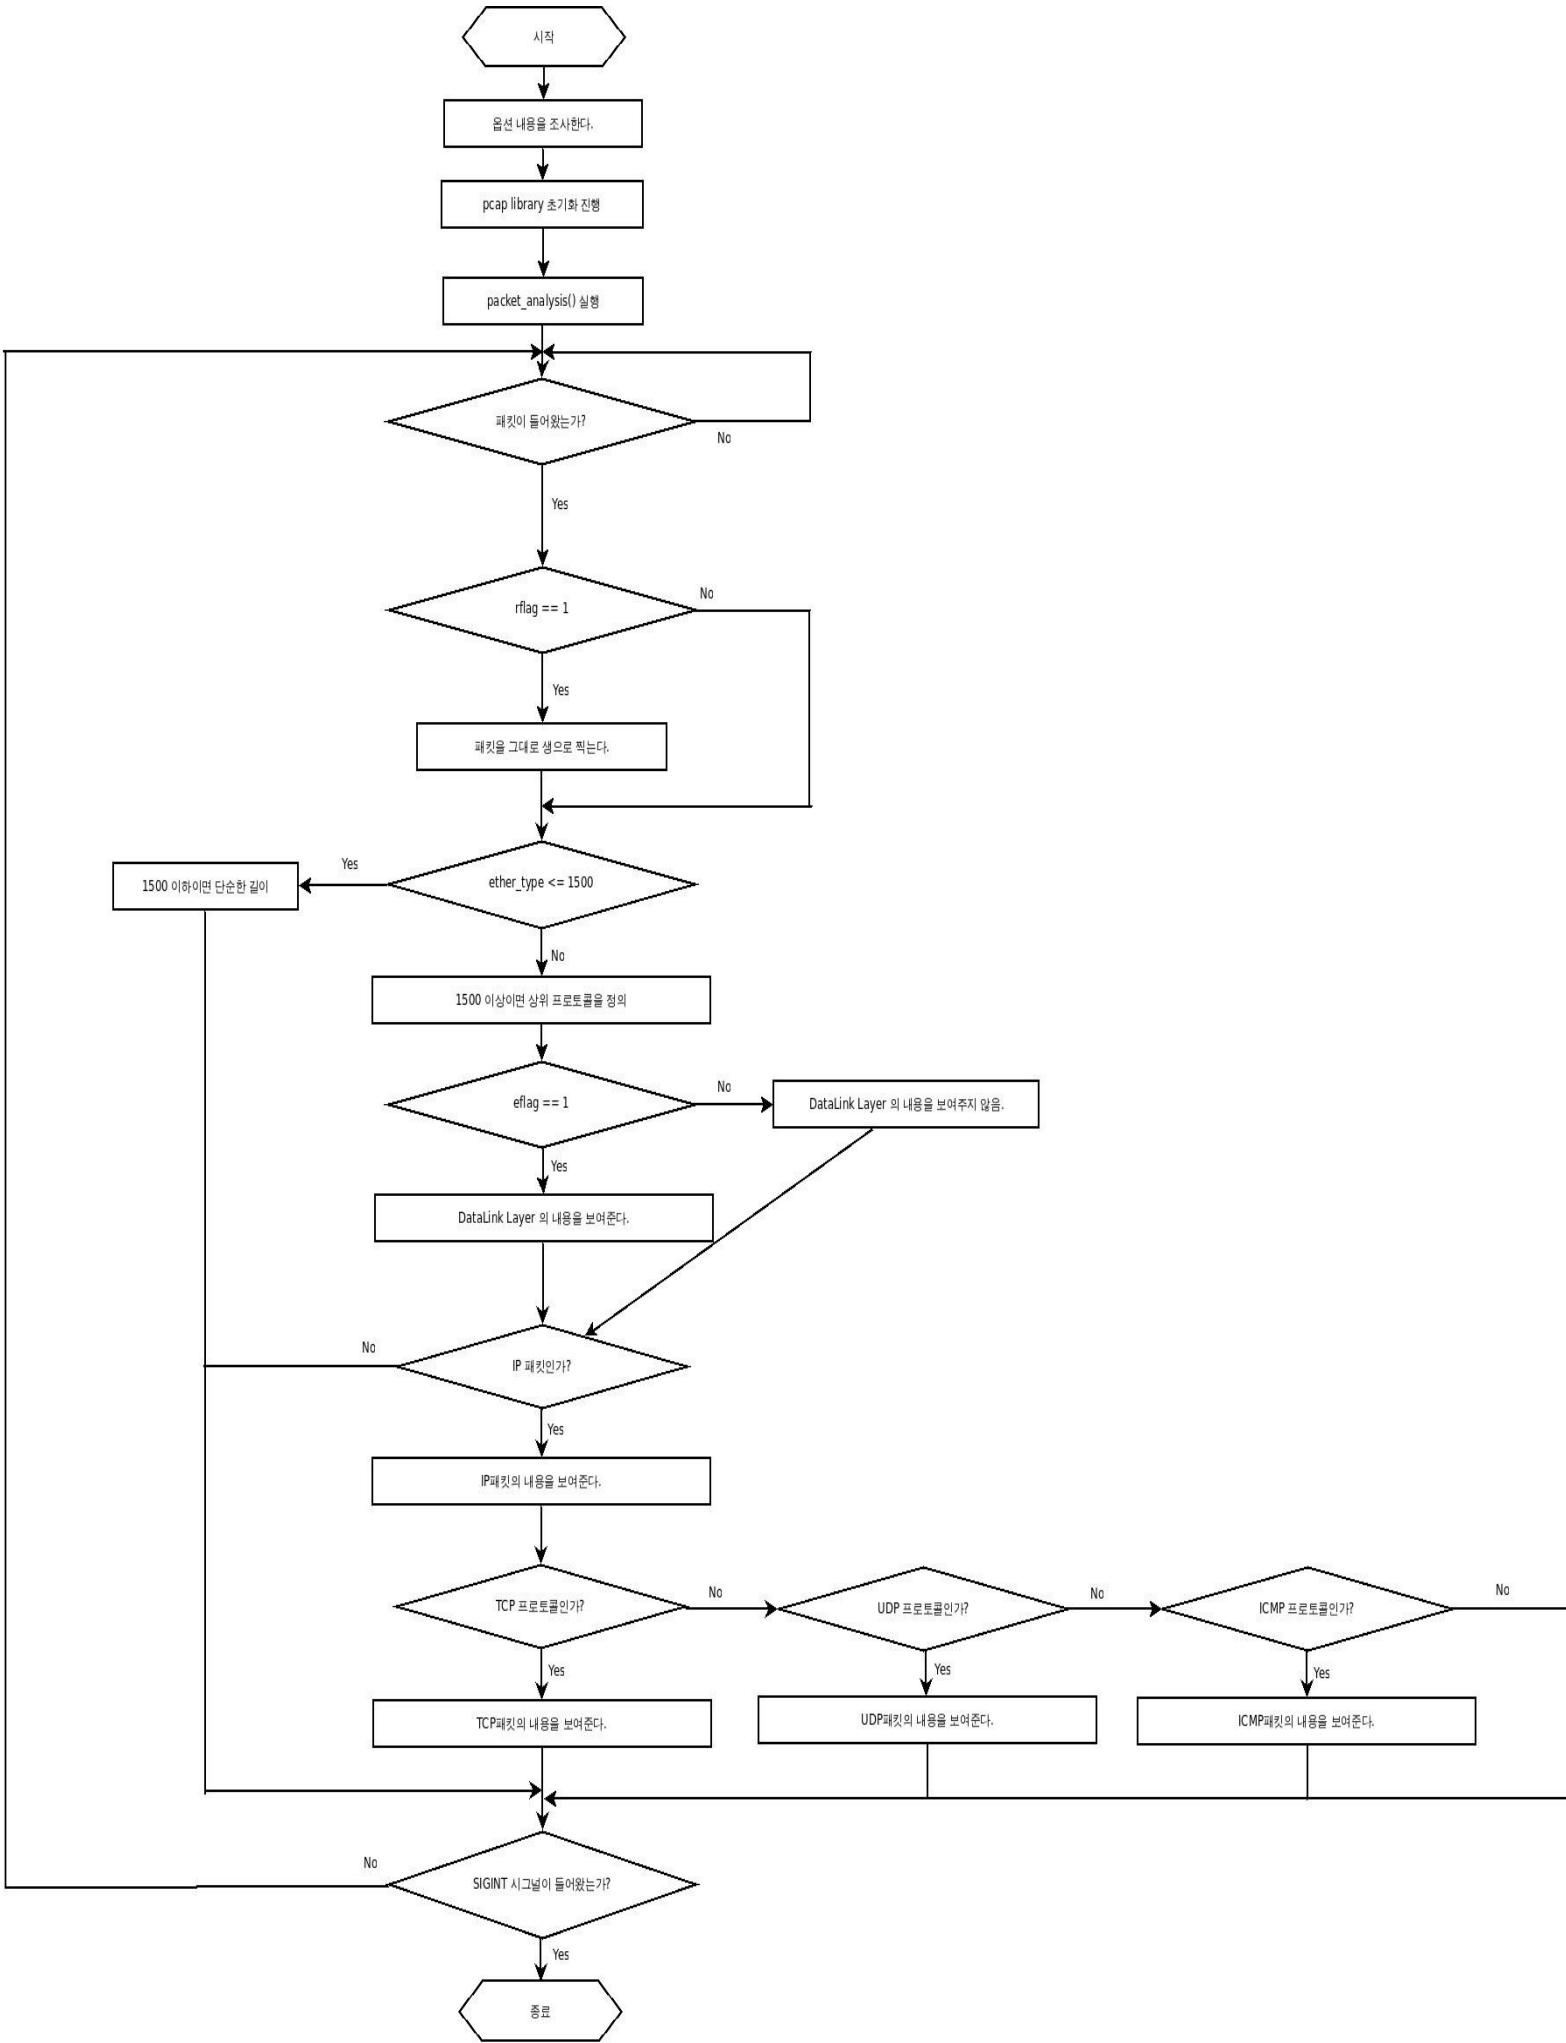 시작
옵션 내용을 조사한다.
pcap library 초기화 진행
packet_analysis() 실행
패킷이 들어왔는가?
No
Yes
rflag == 1
No
Yes
패킷을 그대로 생으로 찍는다.
ether_type <= 1500
Yes
1500 이하이면 단순한 길이
No
1500 이상이면 상위 프로토콜을 정의
eflag == 1
No
DataLink Layer 의 내용을 보여주지 않음.
Yes
DataLink Layer 의 내용을 보여준다.
IP 패킷인가?
No
Yes
IP패킷의 내용을 보여준다.
TCP 프로토콜인가?
No
UDP 프로토콜인가?
No
ICMP 프로토콜인가?
No
Yes
Yes
Yes
TCP패킷의 내용을 보여준다.
UDP패킷의 내용을 보여준다.
ICMP패킷의 내용을 보여준다.
No
SIGINT 시그널이 들어왔는가?
Yes
종료